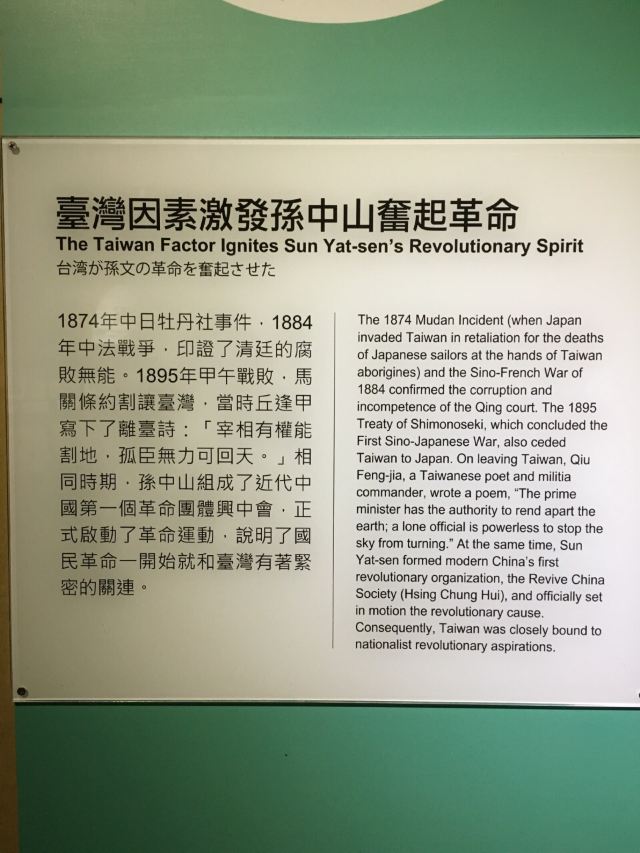 臺灣因素激發孫中山奮起革命
The Taiwan Factor Ignites Sun Yat-sen's Revolutionary Spirit
台湾が孫文の革命を奮起させた
1874年中日牡丹社事件，1884
年中法戰爭，印證了清廷的腐
敗無能。1895年甲午戰敗，馬
關條約割讓臺灣，當時丘逢甲
寫下了離臺詩：「宰相有權能
割地，孤臣無力可回天。」相
同時期，孫中山組成了近代中
國第一個革命團體興中會，正
式啟動了革命運動，說明了國
民革命一開始就和臺灣有著緊
密的關連。
The 1874 Mudan Incident (when Japan
invaded Taiwan in retaliation for the deaths
of Japanese sailors at the hands of Taiwan
aborigines) and the Sino-French War of
1884 confirmed the corruption and
incompetence of the Qing court. The 1895
Treaty of Shimonoseki, which concluded the
First Sino-Japanese War, also ceded
Taiwan to Japan. On leaving Taiwan, Qiu
Feng-jia, a Taiwanese poet and militia
commander, wrote a poem, "The prime
minister has the authority to rend apart the
earth; a lone official is powerless to stop the
sky from turning." At the same time, Sun
Yat-sen formed modern China's first
revolutionary organization, the Revive China
Society (Hsing Chung Hui), and officially set
in motion the revolutionary cause.
Consequently, Taiwan was closely bound to
nationalist revolutionary aspirations.